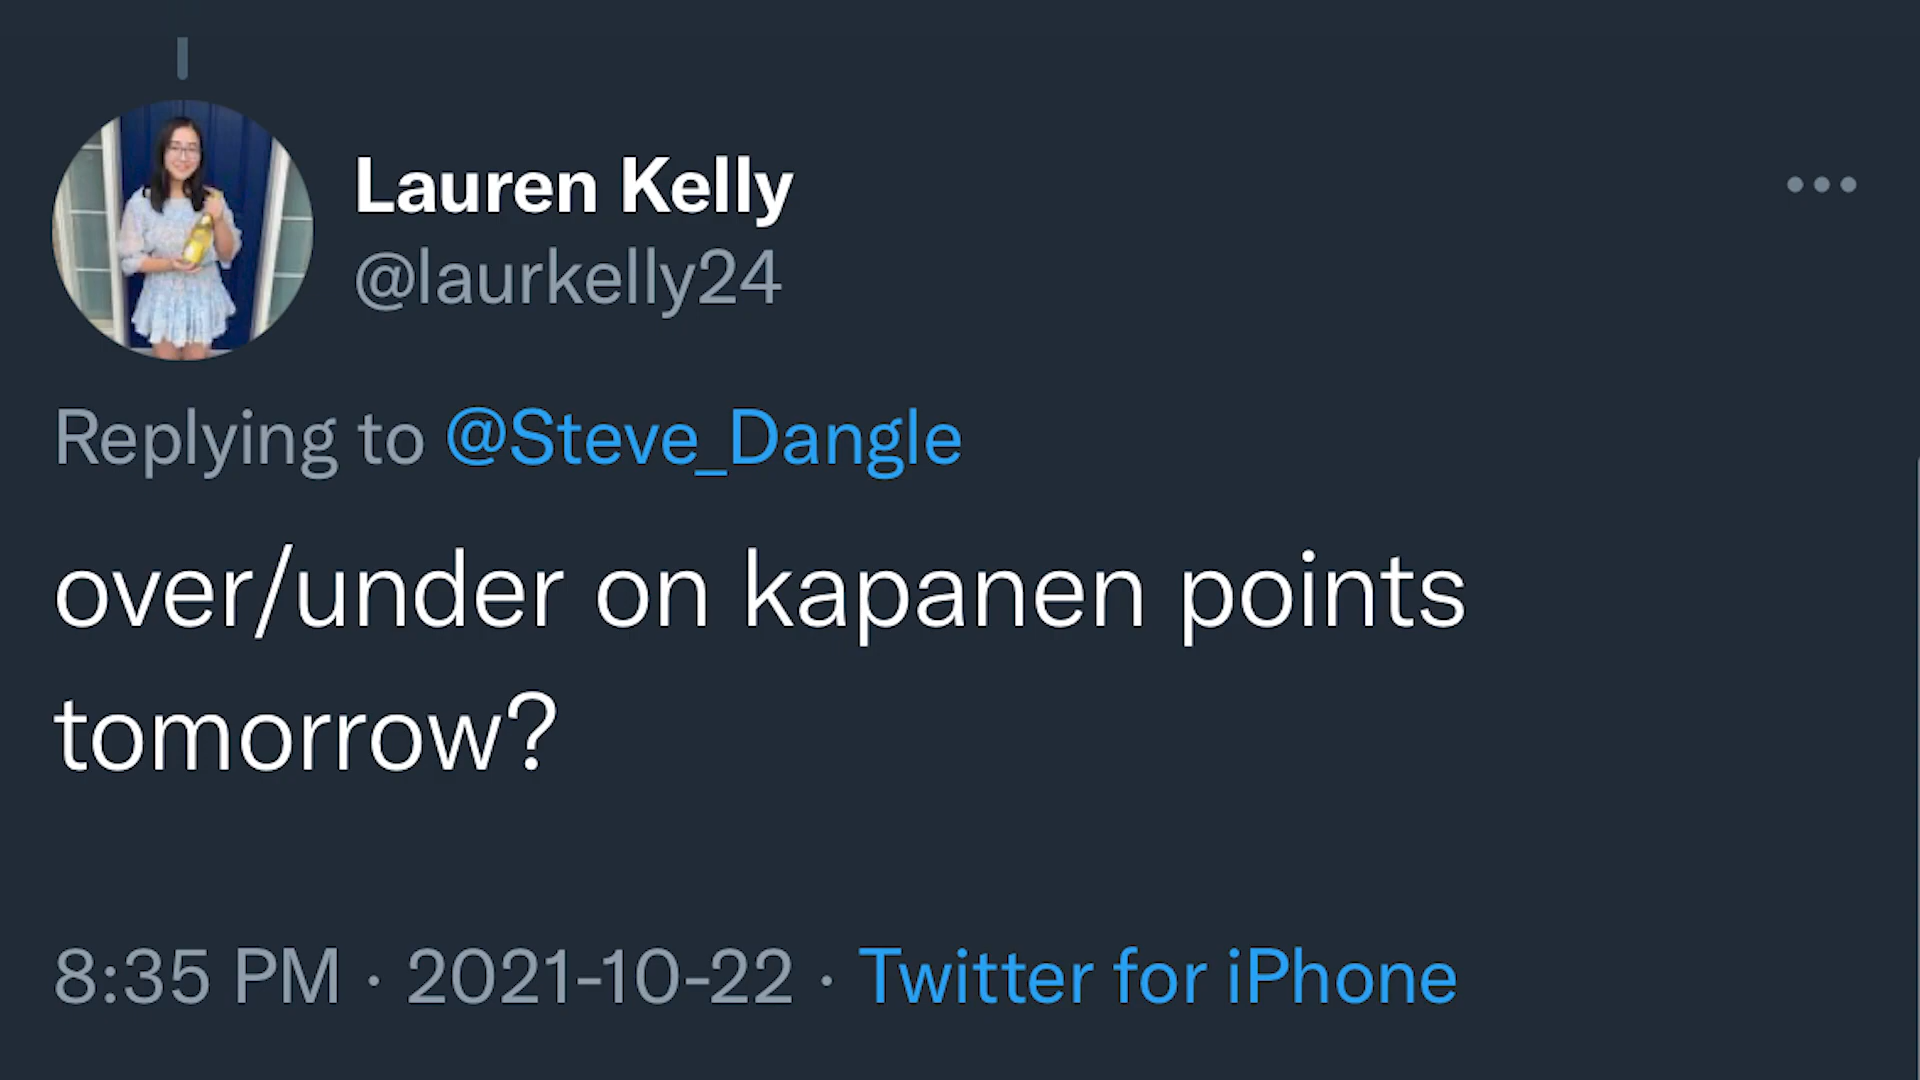 Lauren Kelly
@laurkelly24
Replying to @Steve_Dangle
over/under on kapanen points
tomorrow?
8:35 PM · 2021-10-22 · Twitter for iPhone